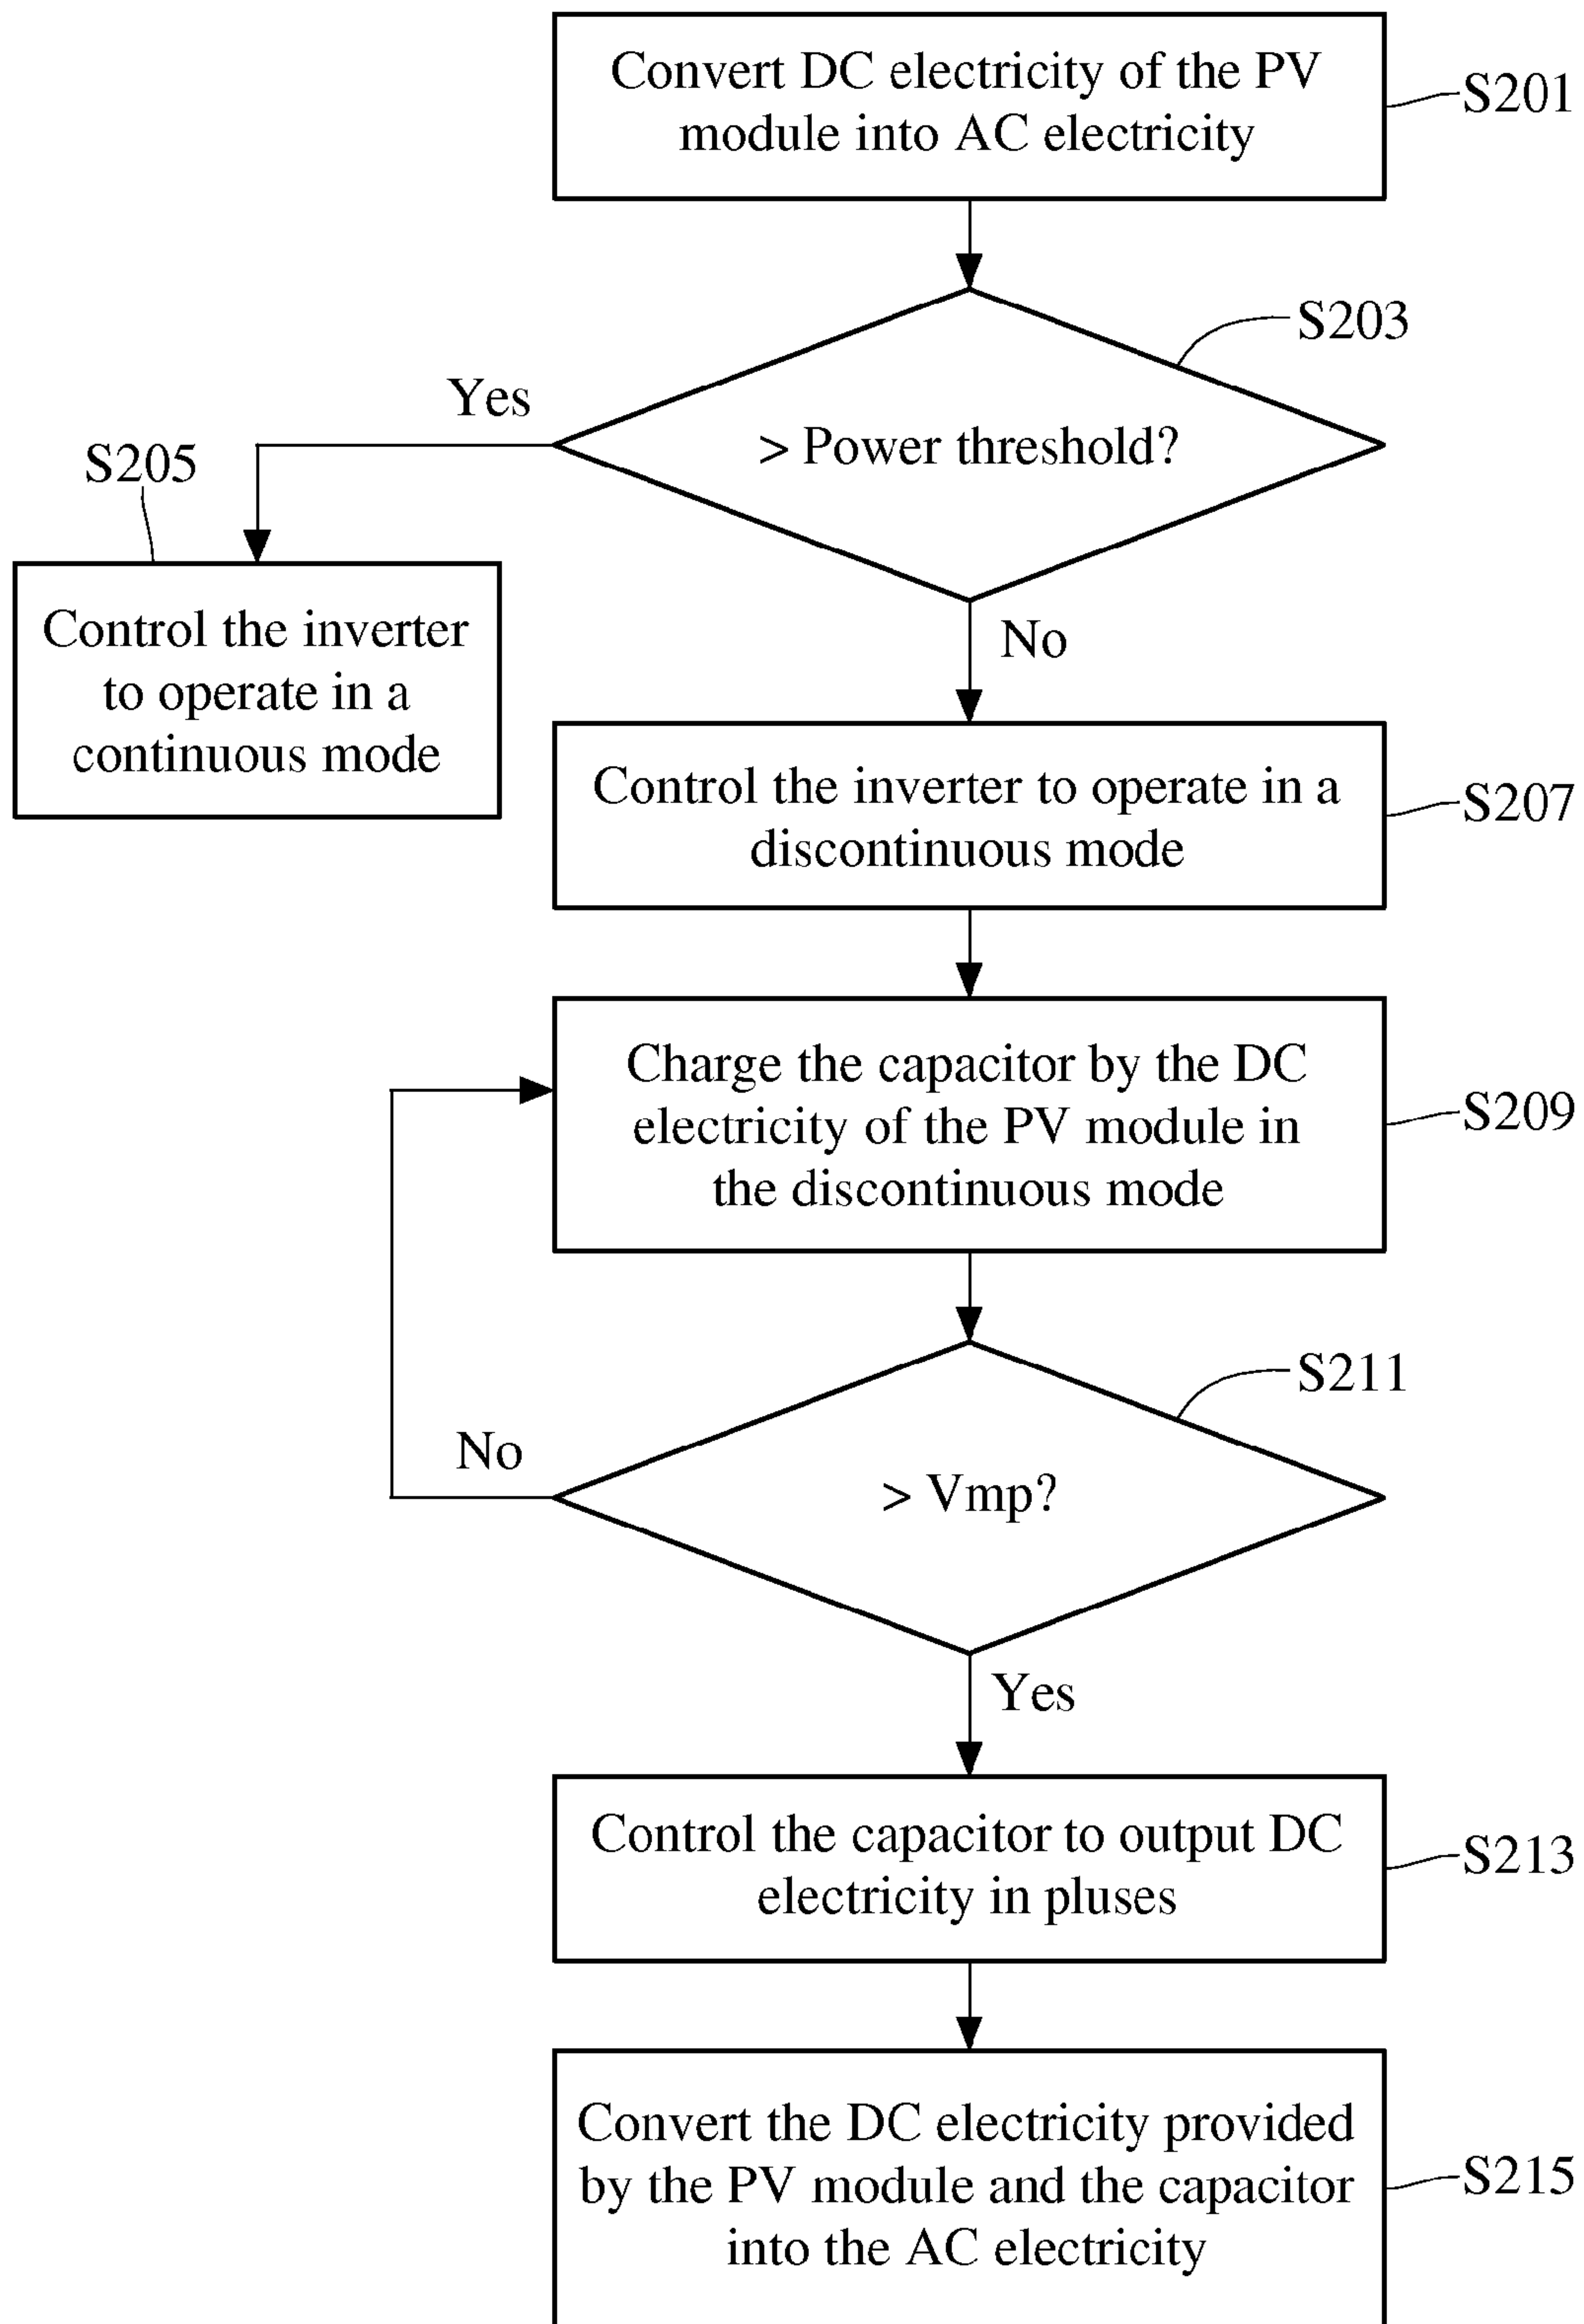 Convert DC electricity of the PV
module into AC electricity
S201
S203
> Power threshold?
Yes
S205
Control the inverter
to operate in a
continuous mode
No
Control the inverter to operate in a
discontinuous mode
S207
Charge the capacitor by the DC
electricity of the PV module in
the discontinuous mode
S209
S211
> Vmp?
No
Yes
Control the capacitor to output DC
electricity in pluses
S213
Convert the DC electricity provided
by the PV module and the capacitor
into the AC electricity
S215